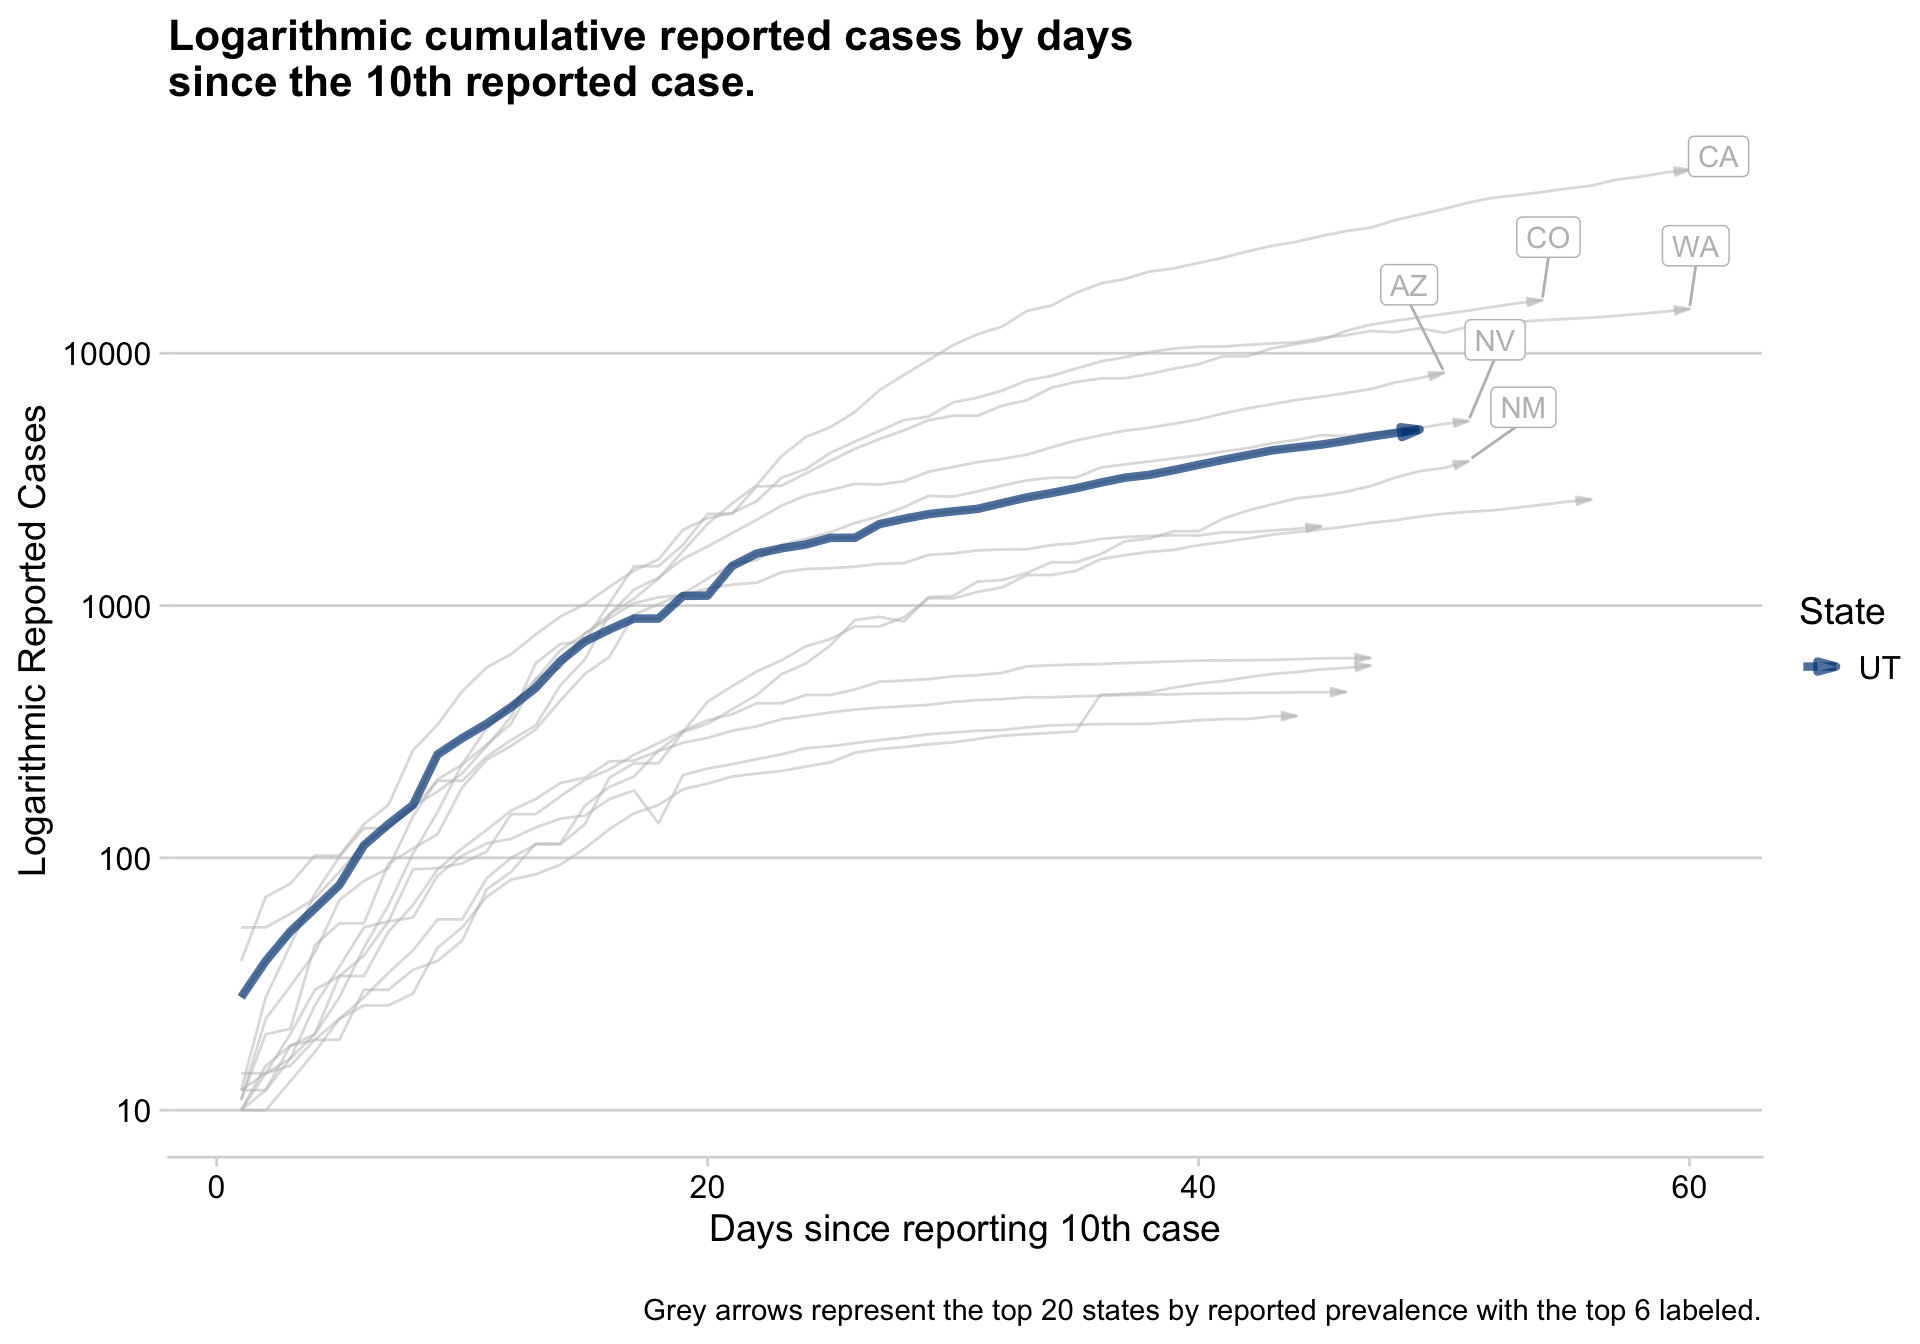 Logarithmic cumulative reported cases by days
since the 10th reported case.
CA
CO
WA
AZ
NV
NM
10000
1000
100
10
Logarithmic Reported Cases
State
UT
0 20 40 60
Days since reporting 10th case
Grey arrows represent the top 20 states by reported prevalence with the top 6 labeled.